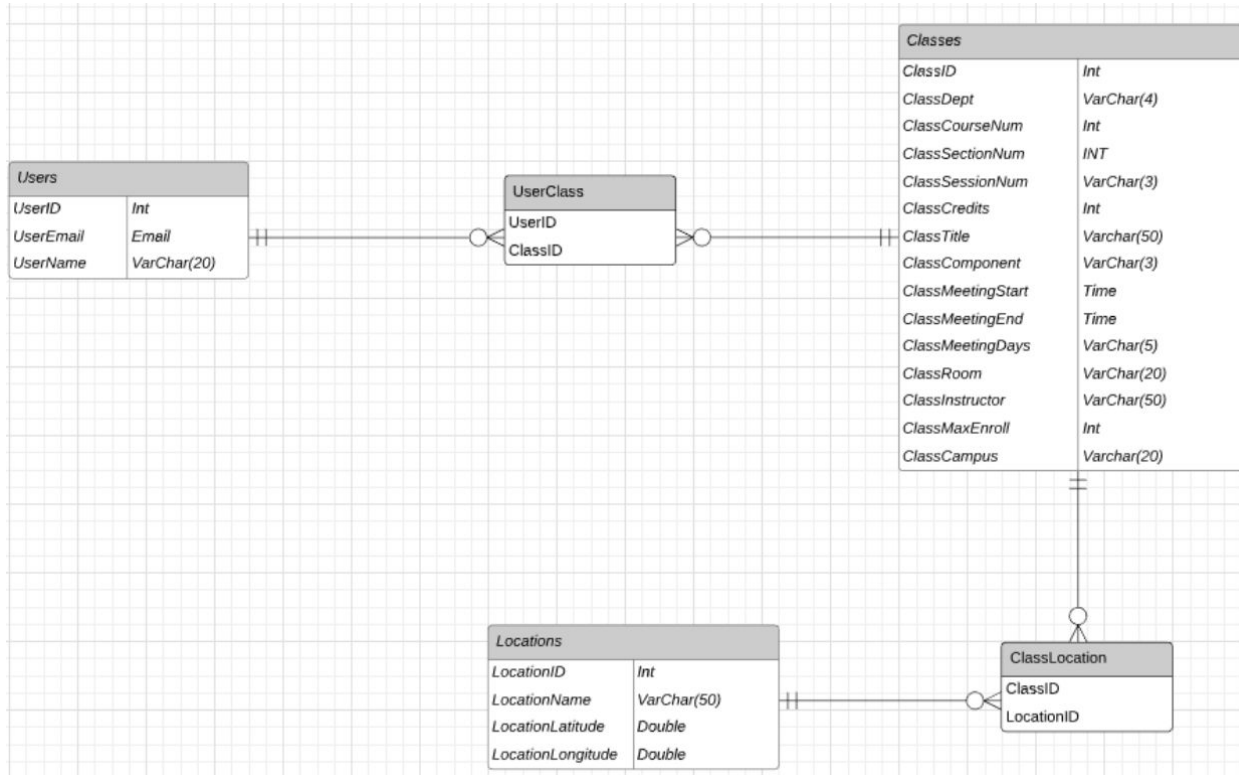 Classes
ClassID Int
ClassDept VarChar(4)
ClassCourseNum Int
ClassSectionNum INT
ClassSessionNum VarChar(3)
ClassCredits Int
ClassTitle Varchar(50)
ClassComponent VarChar(3)
ClassMeetingStart Time
ClassMeetingEnd Time
ClassMeetingDays VarChar(5)
ClassRoom VarChar(20)
ClassInstructor VarChar(50)
ClassMaxEnroll Int
ClassCampus Varchar(20)
Users
UserID Int
UserEmail Email
UserName VarChar(20)
UserClass
UserID
ClassID
Locations
LocationID Int
LocationName VarChar(50)
LocationLatitude Double
LocationLongitude Double
ClassLocation
ClassID
LocationID